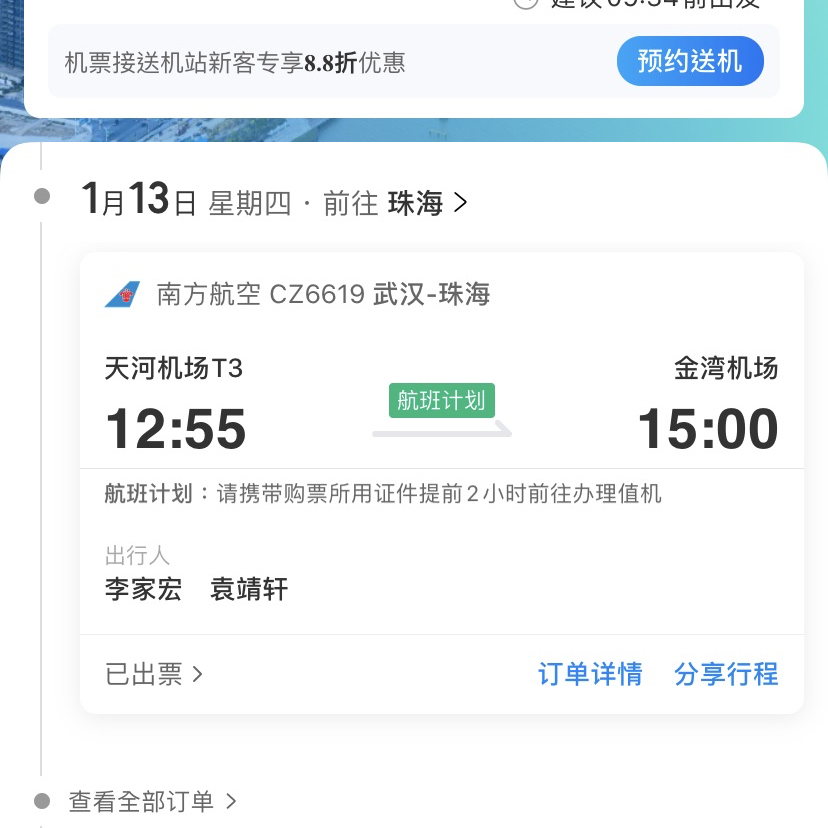 建议09:34前出发
机票接送机站新客专享8.8折优惠
预约送机
1月13日 星期四 · 前往 珠海 >
南方航空 CZ6619 武汉-珠海
天河机场T3
金湾机场
12:55
航班计划
15:00
航班计划：请携带购票所用证件提前2小时前往办理值机
出行人
李家宏 袁靖轩
已出票 >
订单详情 分享行程
查看全部订单 >